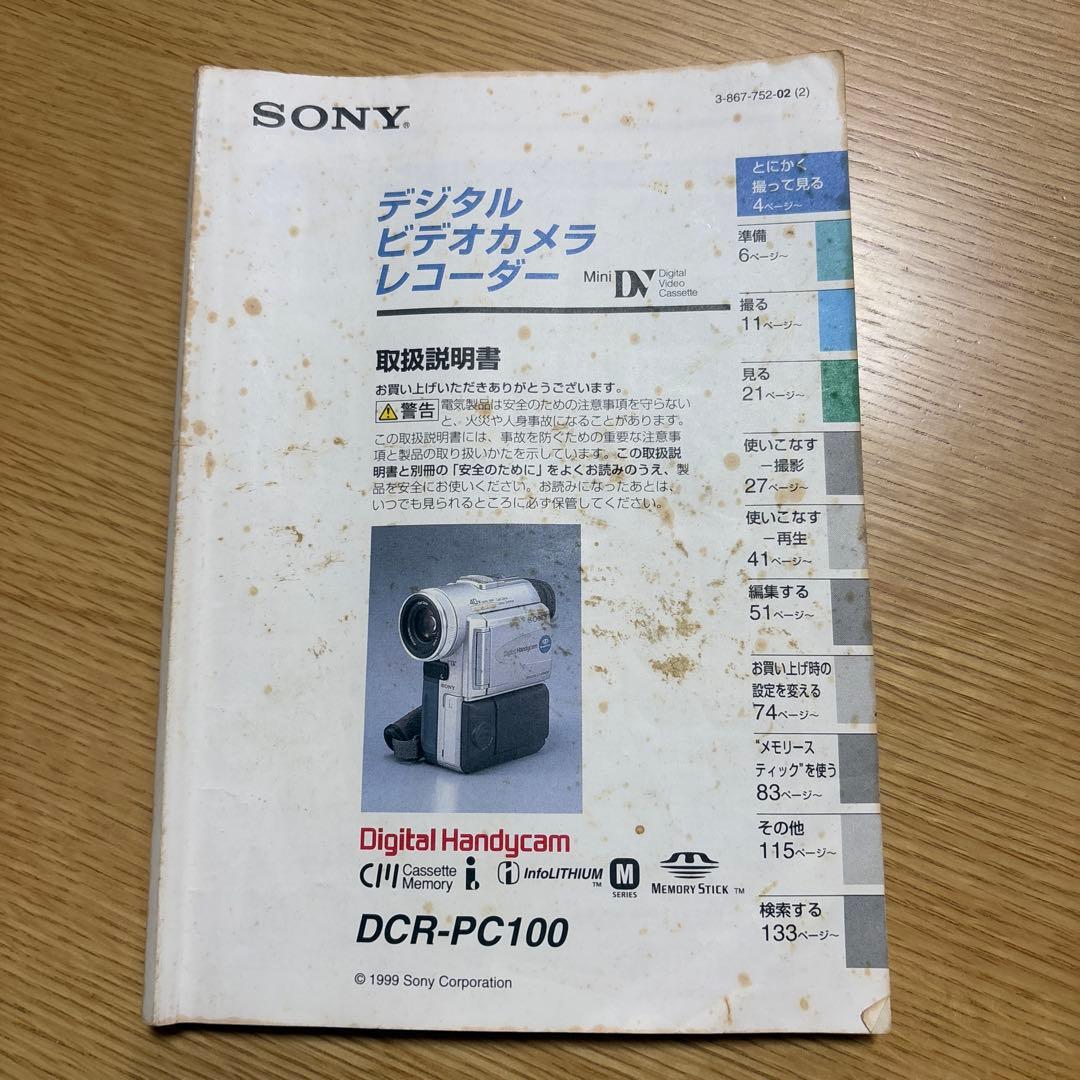 SONY®
3-867-752-02 (2)
デジタル
ビデオカメラ
レコーダー
Mini DV Digital
Video
Cassette
取扱説明書
お買い上げいただきありがとうございます。
警告 電気製品は安全のための注意事項を守らない
と、火災や人身事故になることがあります。
この取扱説明書には、事故を防ぐための重要な注意事
項と製品の取り扱いかたを示しています。この取扱説
明書と別冊の「安全のために」をよくお読みのうえ、製
品を安全にお使いください。お読みになったあとは、
いつでも見られるところに必ず保管してください。
とにかく
撮って見る
4ページ~
準備
6ページ~
撮る
11ページ~
見る
21ページ~
使いこなす
–撮影
27ページ~
使いこなす
–再生
41ページ~
編集する
51ページ~
お買い上げ時の
設定を変える
74ページ~
“メモリース
ティック”を使う
83ページ~
その他
115ページ~
検索する
133ページ~
SONY
Digital Handycam
SONY
Digital Handycam
Cassette
Memory
InfoLITHIUM™
M
SERIES
MEMORY STICK™
DCR-PC100
© 1999 Sony Corporation